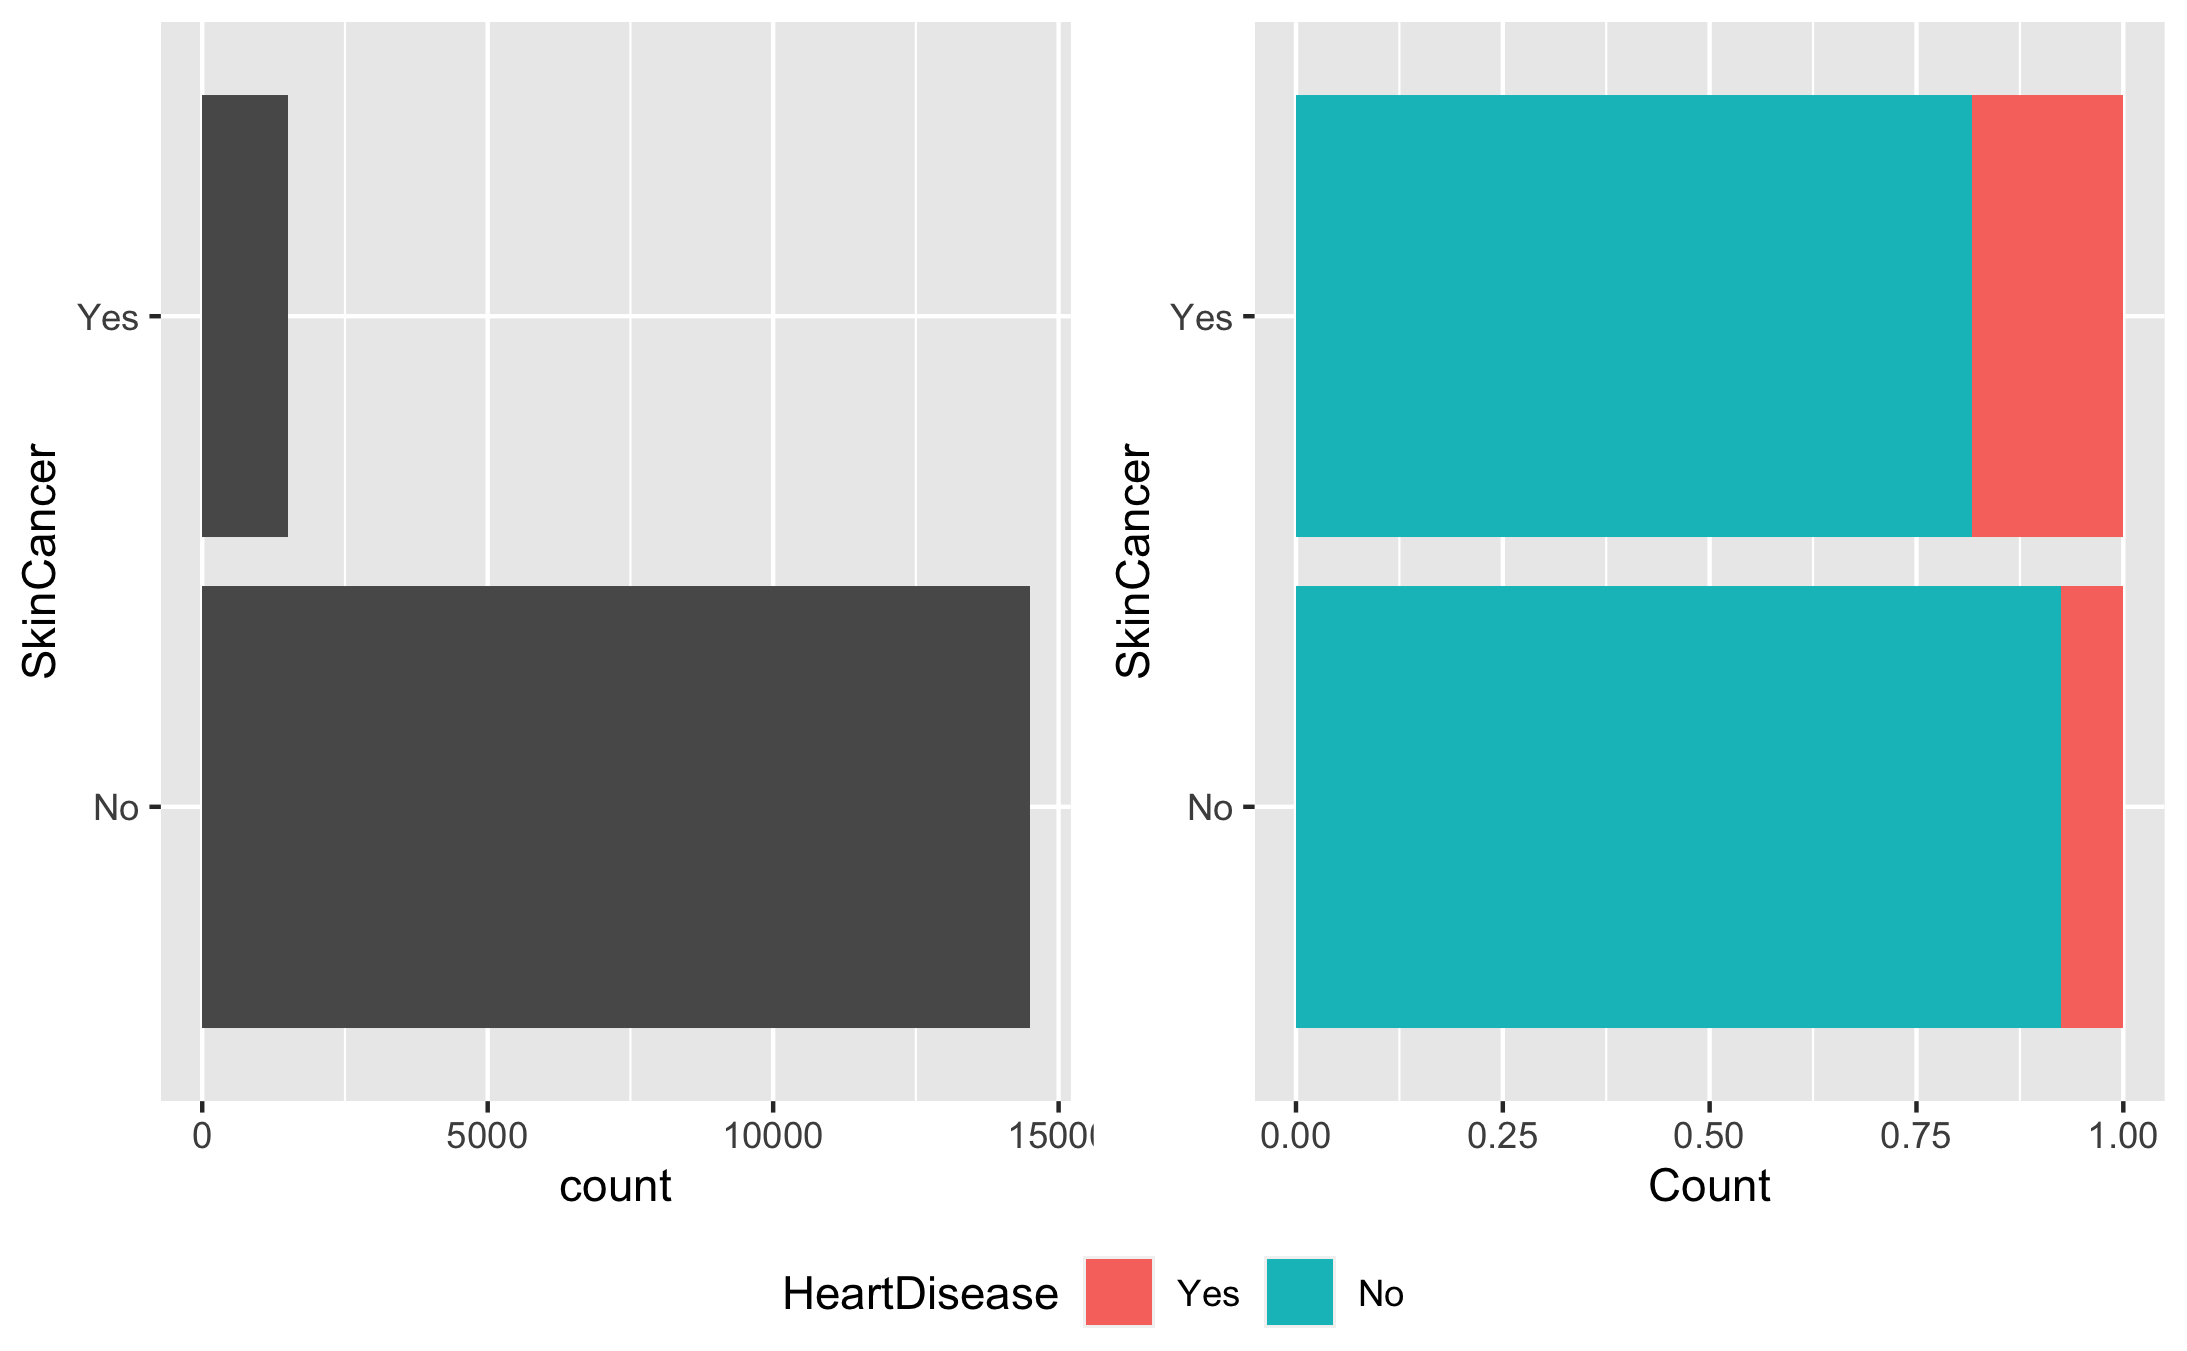 SkinCancer
Yes
No
0 5000 10000 1500
count
SkinCancer
Yes
No
0.00 0.25 0.50 0.75 1.00
Count
HeartDisease Yes No